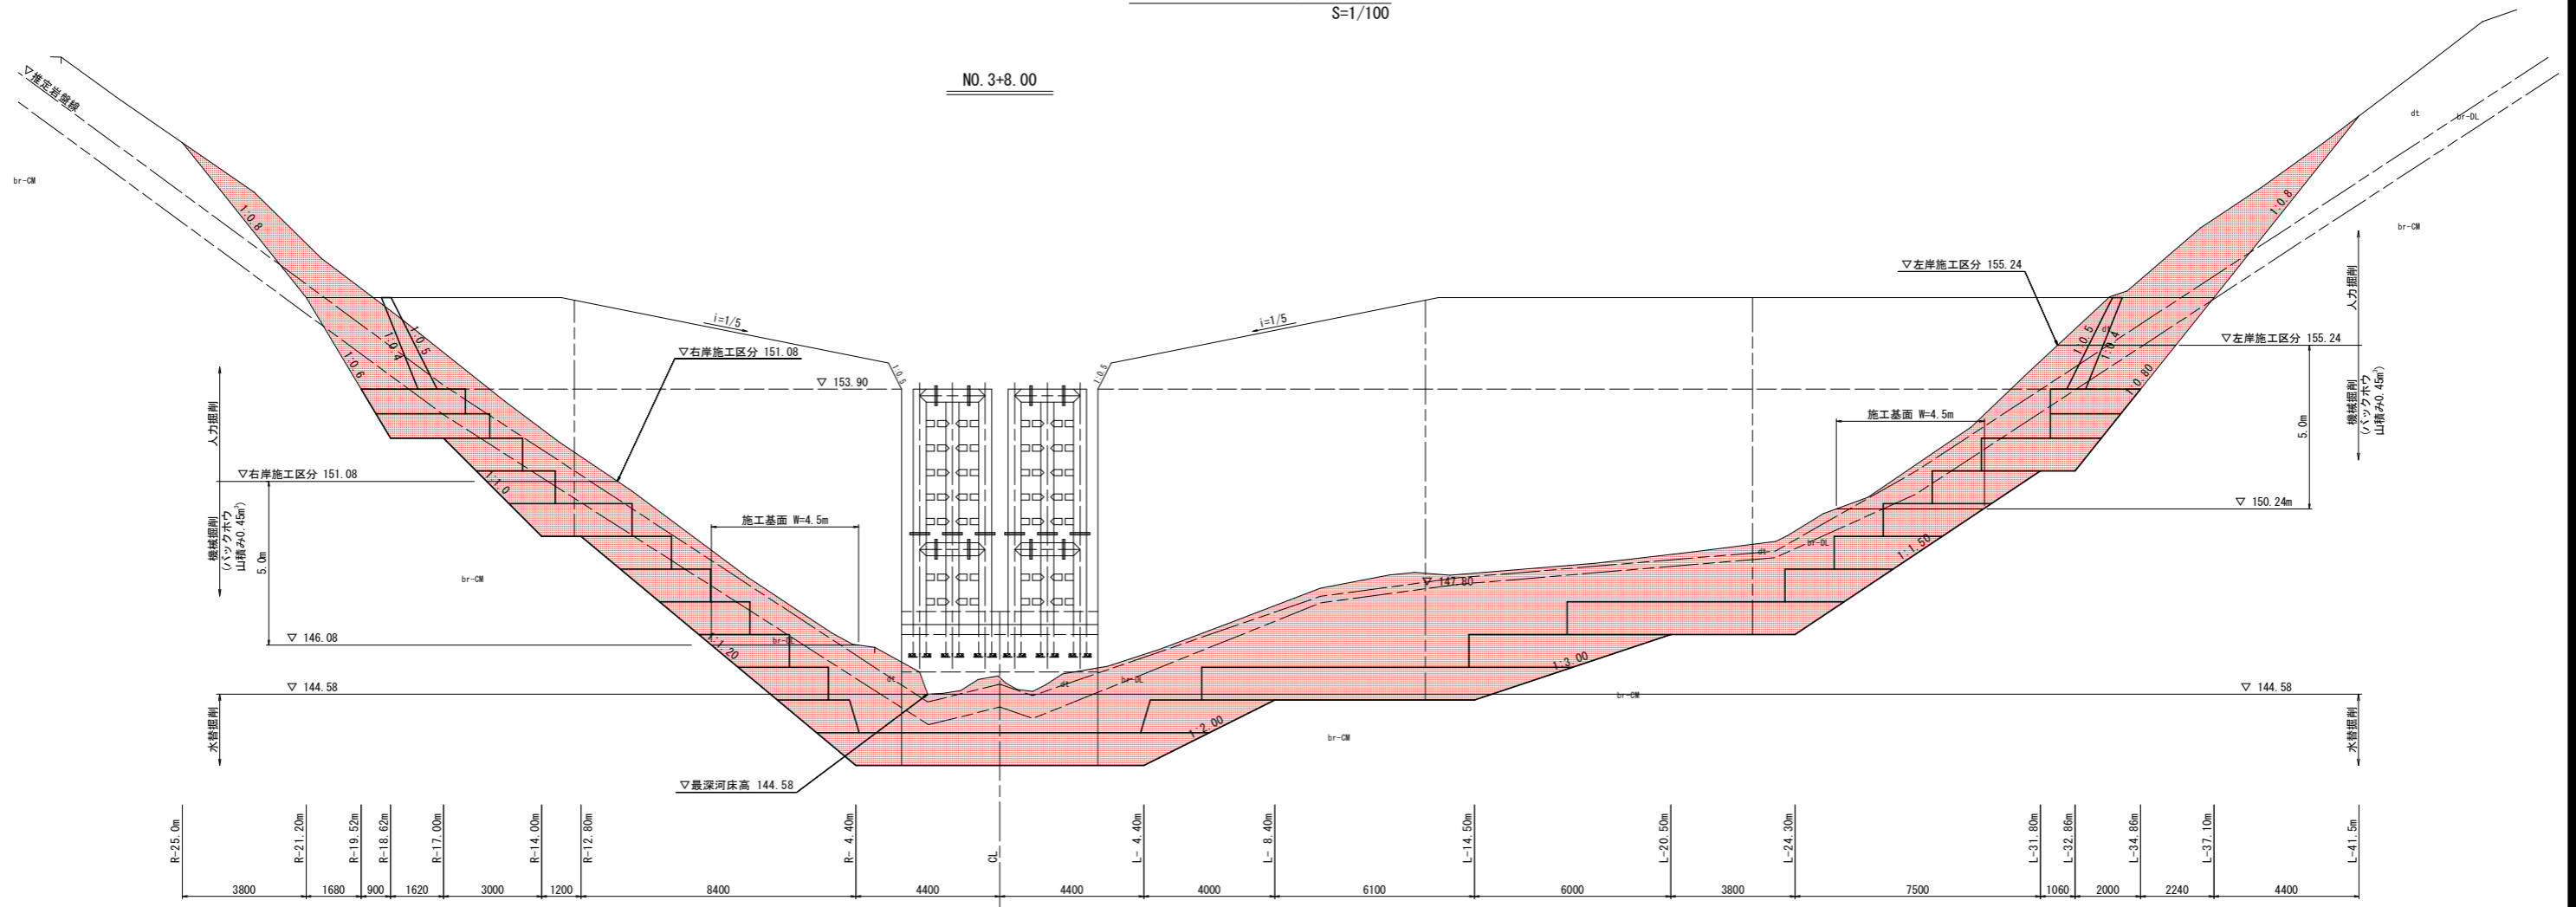 S=1/100
NO.3+8.00
▽推定岩盤線
br-CM
1:0.8
1:0.6
1:0.4
1:0.5
i=1/5
1:0.5
▽右岸施工区分 151.08
▽ 153.90
人力掘削
▽右岸施工区分 151.08
機械掘削
(バックホウ
山積み0.45m³)
5.0m
1:1.0
施工基面 W=4.5m
br-CM
▽ 146.08
1:1.20
br-DL
▽ 144.58
水替掘削
dt
▽最深河床高 144.58
i=1/5
1:0.5
dt
br-DL
▽ 147.80
1:2.00
br-CM
1:3.00
br-CM
dt
br-DL
1:1.50
施工基面 W=4.5m
▽左岸施工区分 155.24
1:0.5
dt
1:0.4
1:0.80
1:0.8
dt
br-DL
br-CM
人力掘削
▽左岸施工区分 155.24
機械掘削
(バックホウ
山積み0.45m³)
5.0m
▽ 150.24m
▽ 144.58
水替掘削
R-25.0m
R-21.20m
R-19.52m
R-18.62m
R-17.00m
R-14.00m
R-12.80m
R- 4.40m
CL
L- 4.40m
L- 8.40m
L-14.50m
L-20.50m
L-24.30m
L-31.80m
L-32.86m
L-34.86m
L-37.10m
L-41.5m
3800 1680 900 1620 3000 1200 8400 4400 4400 4000 6100 6000 3800 7500 1060 2000 2240 4400